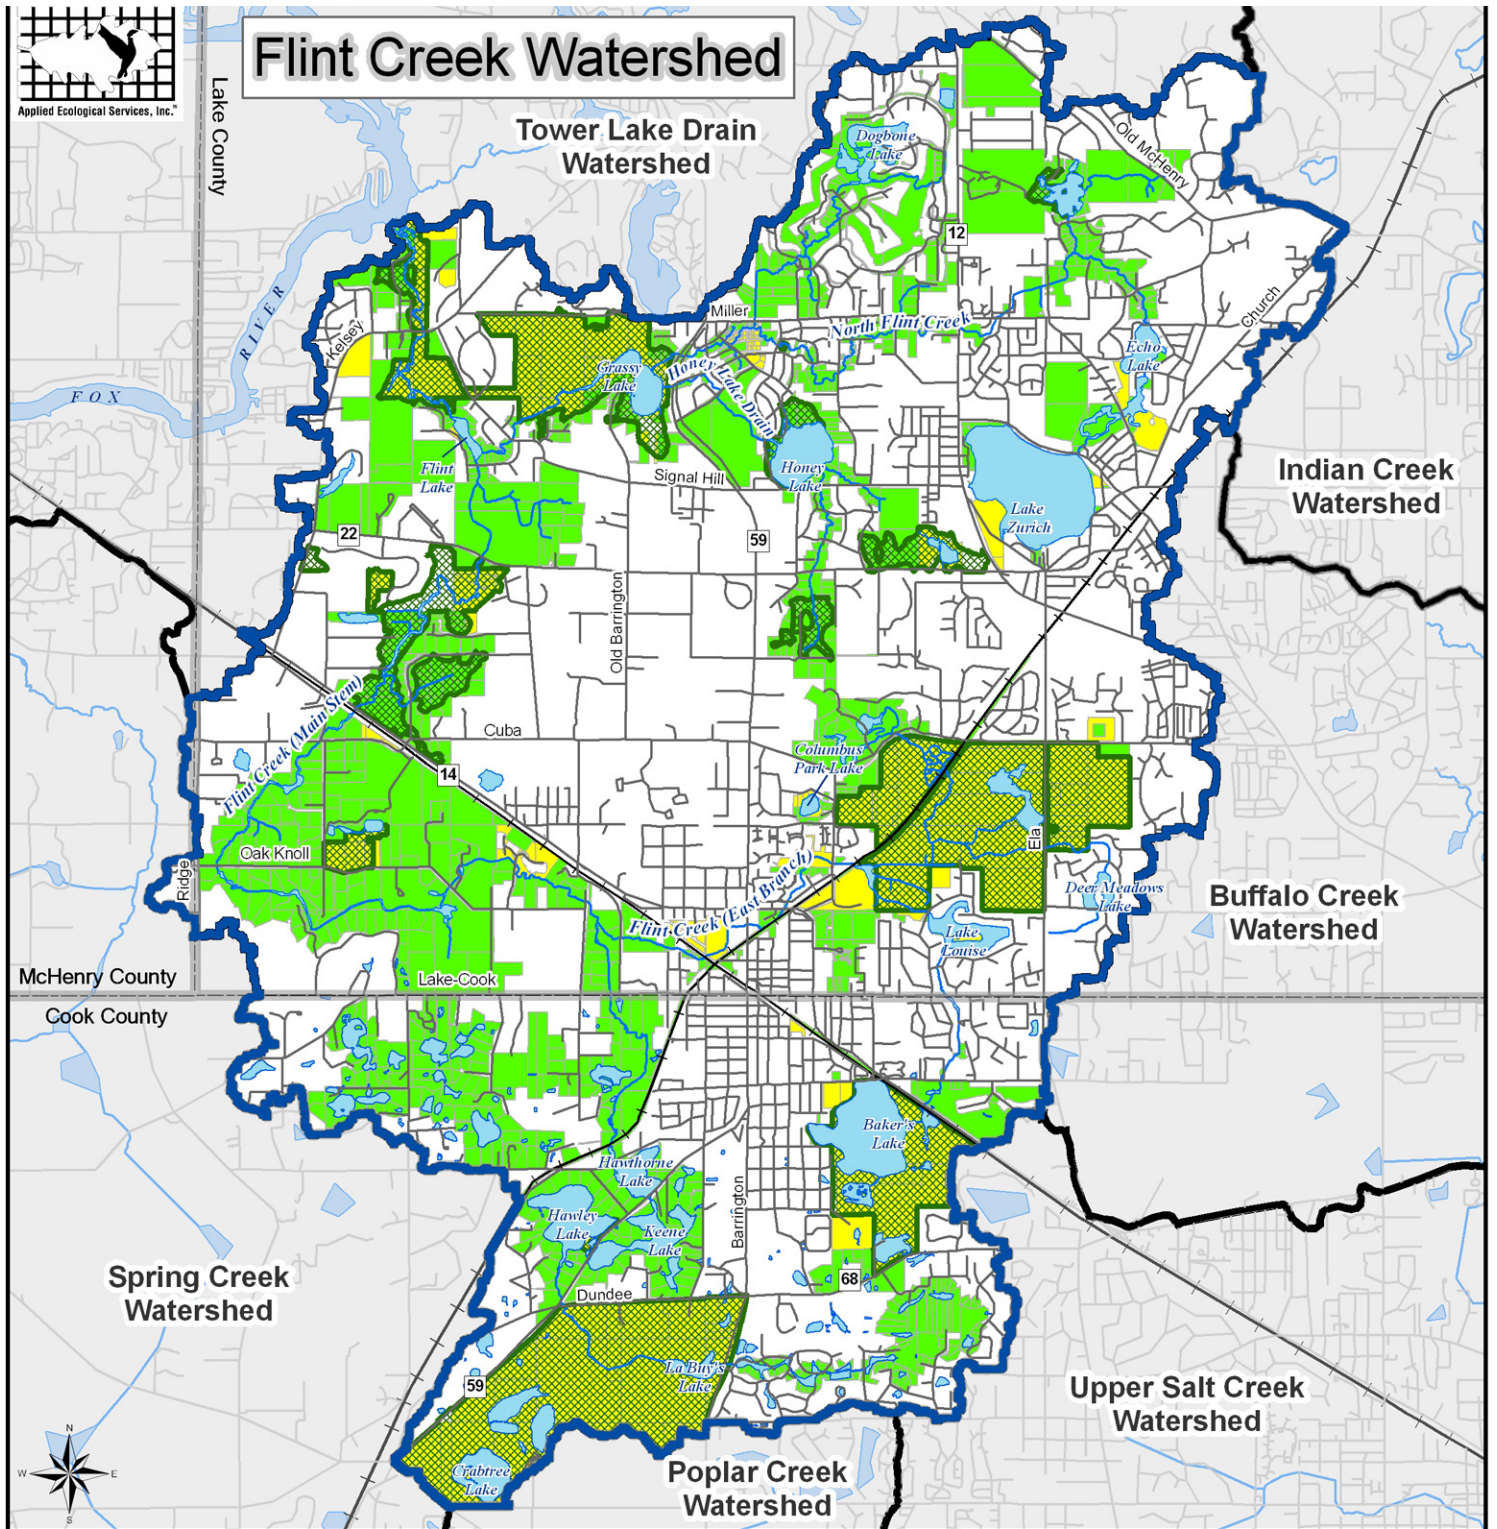 Applied Ecological Services, Inc.™
Flint Creek Watershed
Lake County
Tower Lake Drain
Watershed
Dogbone
Lake
Old McHenry
12
FOX
RIVER
Kelsey
Miller
North Flint Creek
Church
Echo
Lake
Grassy
Lake
Honey Lake Drain
Flint
Lake
Signal Hill
Honey
Lake
Lake
Zurich
Indian Creek
Watershed
22
59
Old Barrington
Flint Creek (Main Stem)
Cuba
14
Columbus
Park Lake
Oak Knoll
Ridge
Ela
Flint Creek (East Branch)
Deer Meadows
Lake
Buffalo Creek
Watershed
Lake
Louise
McHenry County
Lake-Cook
Cook County
Baker's
Lake
Hawthorne
Lake
Hawley
Lake
Keene
Lake
Barrington
Spring Creek
Watershed
Dundee
68
La Buy's
Lake
59
Upper Salt Creek
Watershed
Crabtree
Lake
Poplar Creek
Watershed
N
W
E
S